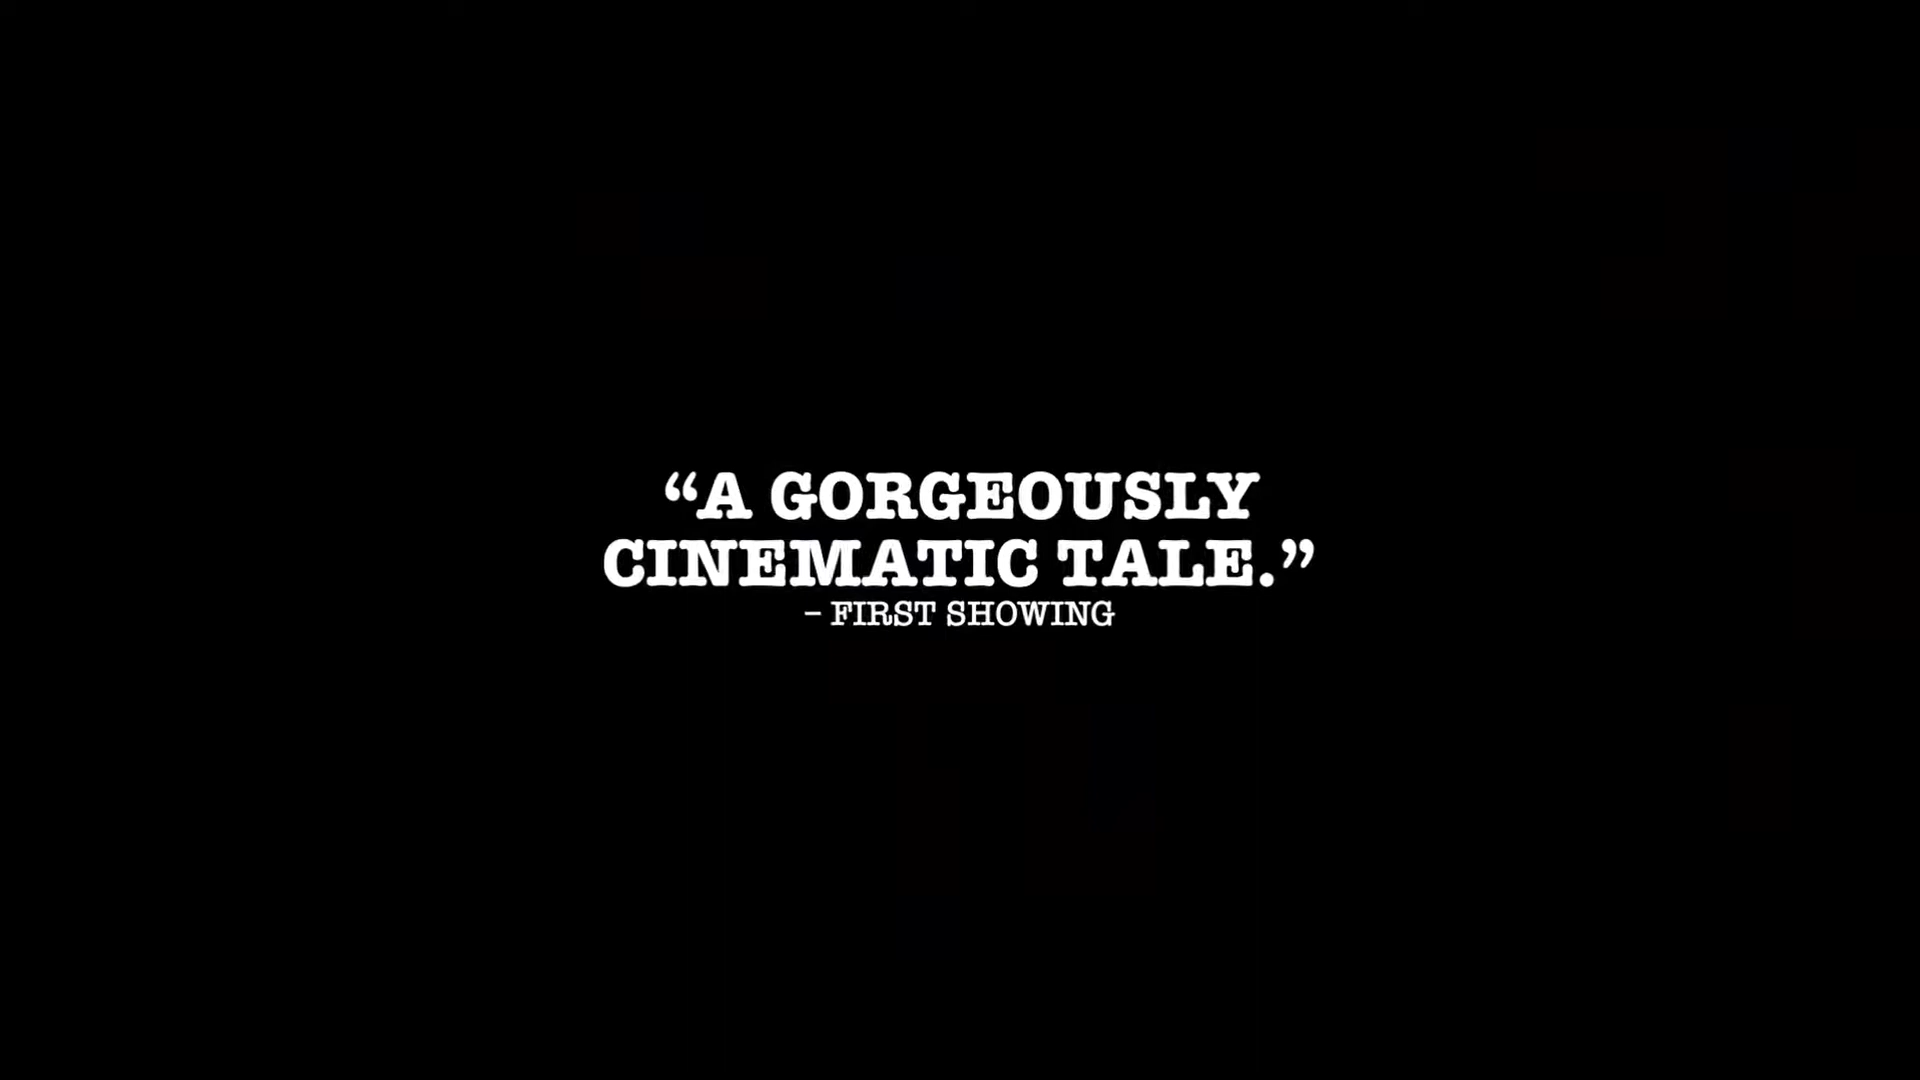 “A GORGEOUSLY
CINEMATIC TALE.”
– FIRST SHOWING